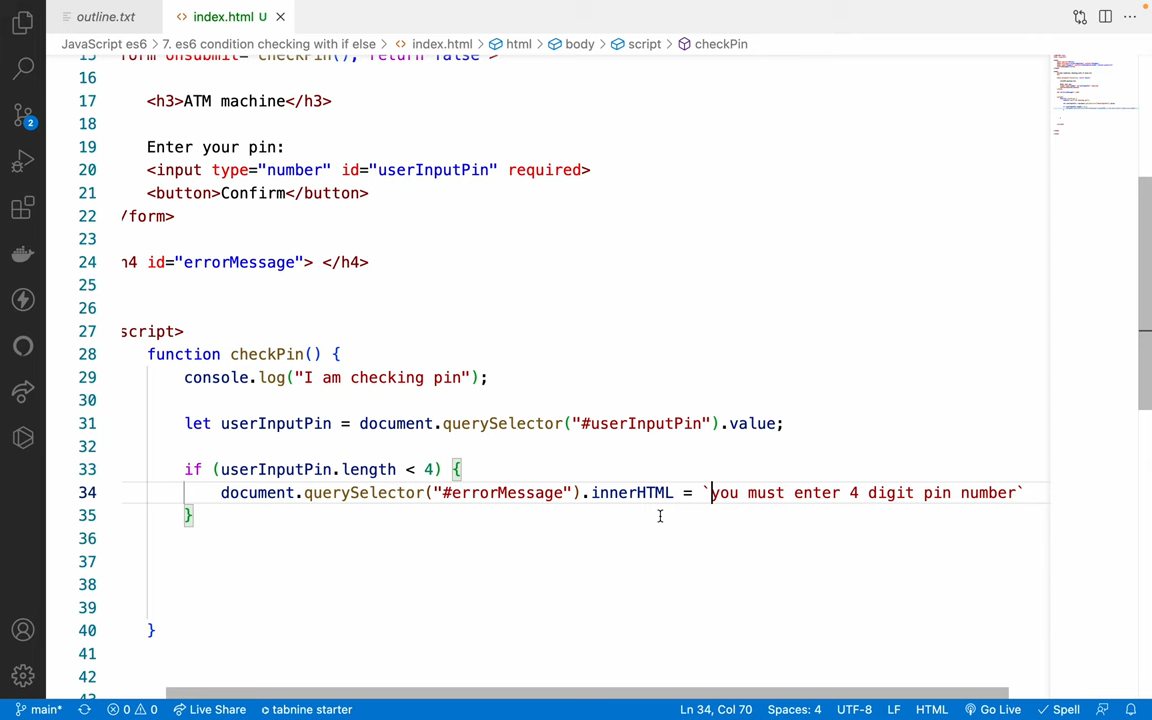 outline.txt
index.html U
JavaScript es6 > 7. es6 condition checking with if else > index.html > html > body > script > checkPin
15 form onsubmit="checkPin(); return false">
16
17 <h3>ATM machine</h3>
18
19 Enter your pin:
20 <input type="number" id="userInputPin" required>
21 <button>Confirm</button>
22 /form>
23
24 h4 id="errorMessage"> </h4>
25
26
27 script>
28 function checkPin() {
29 console.log("I am checking pin");
30
31 let userInputPin = document.querySelector("#userInputPin").value;
32
33 if (userInputPin.length < 4) {
34 document.querySelector("#errorMessage").innerHTML = `you must enter 4 digit pin number`
35 }
36
37
38
39
40 }
41
42
2
main* 0 0 Live Share tabnine starter Ln 34, Col 70 Spaces: 4 UTF-8 LF HTML Go Live Spell